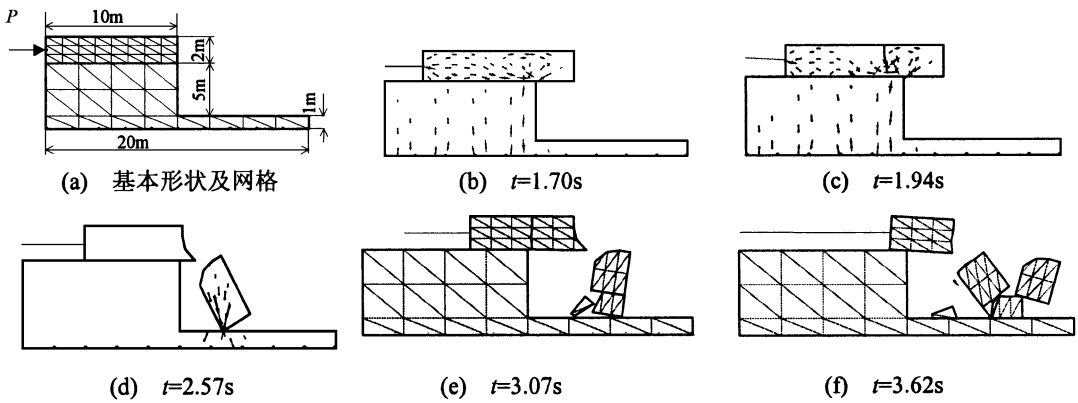 P
10m
2m
5m
1m
20m
(a) 基本形状及网格
(b) t=1.70s
(c) t=1.94s
(d) t=2.57s
(e) t=3.07s
(f) t=3.62s